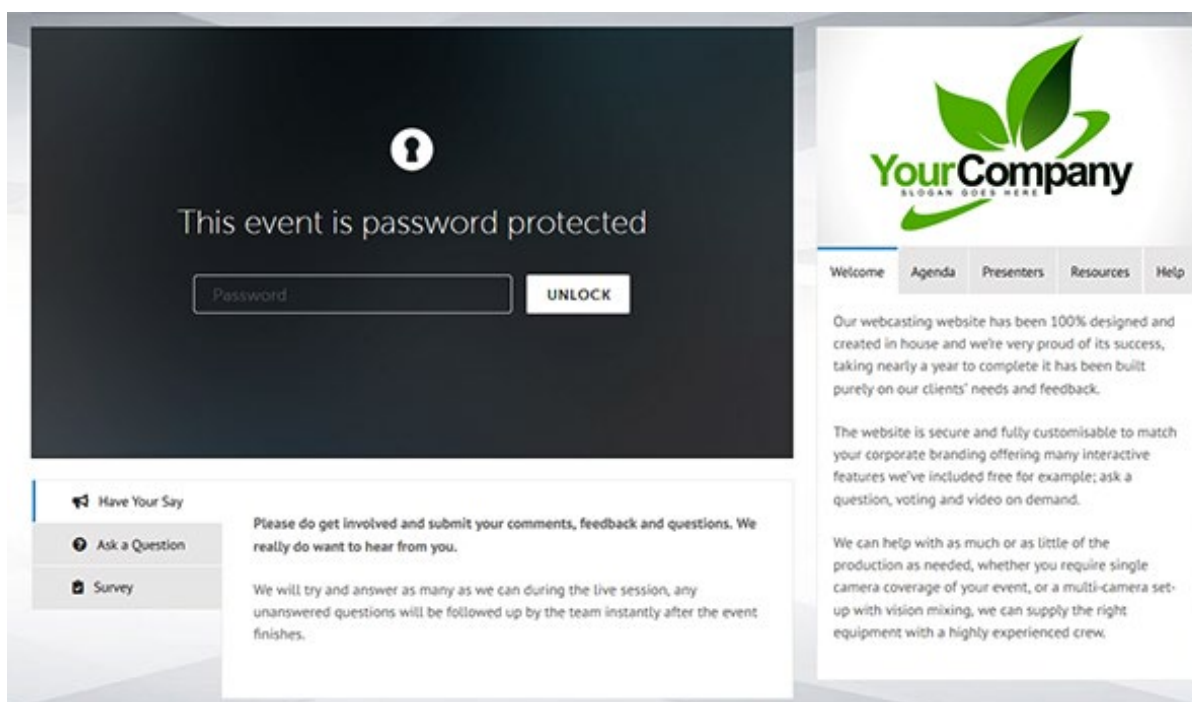 This event is password protected
Password
UNLOCK
YourCompany
SLOGAN GOES HERE
Welcome Agenda Presenters Resources Help
Our webcasting website has been 100% designed and
created in house and we're very proud of its success,
taking nearly a year to complete it has been built
purely on our clients' needs and feedback.
The website is secure and fully customisable to match
your corporate branding offering many interactive
features we've included free for example; ask a
question, voting and video on demand.
We can help with as much or as little of the
production as needed, whether you require single
camera coverage of your event, or a multi-camera set-
up with vision mixing, we can supply the right
equipment with a highly experienced crew.
Have Your Say
Ask a Question
Survey
Please do get involved and submit your comments, feedback and questions. We
really do want to hear from you.
We will try and answer as many as we can during the live session, any
unanswered questions will be followed up by the team instantly after the event
finishes.